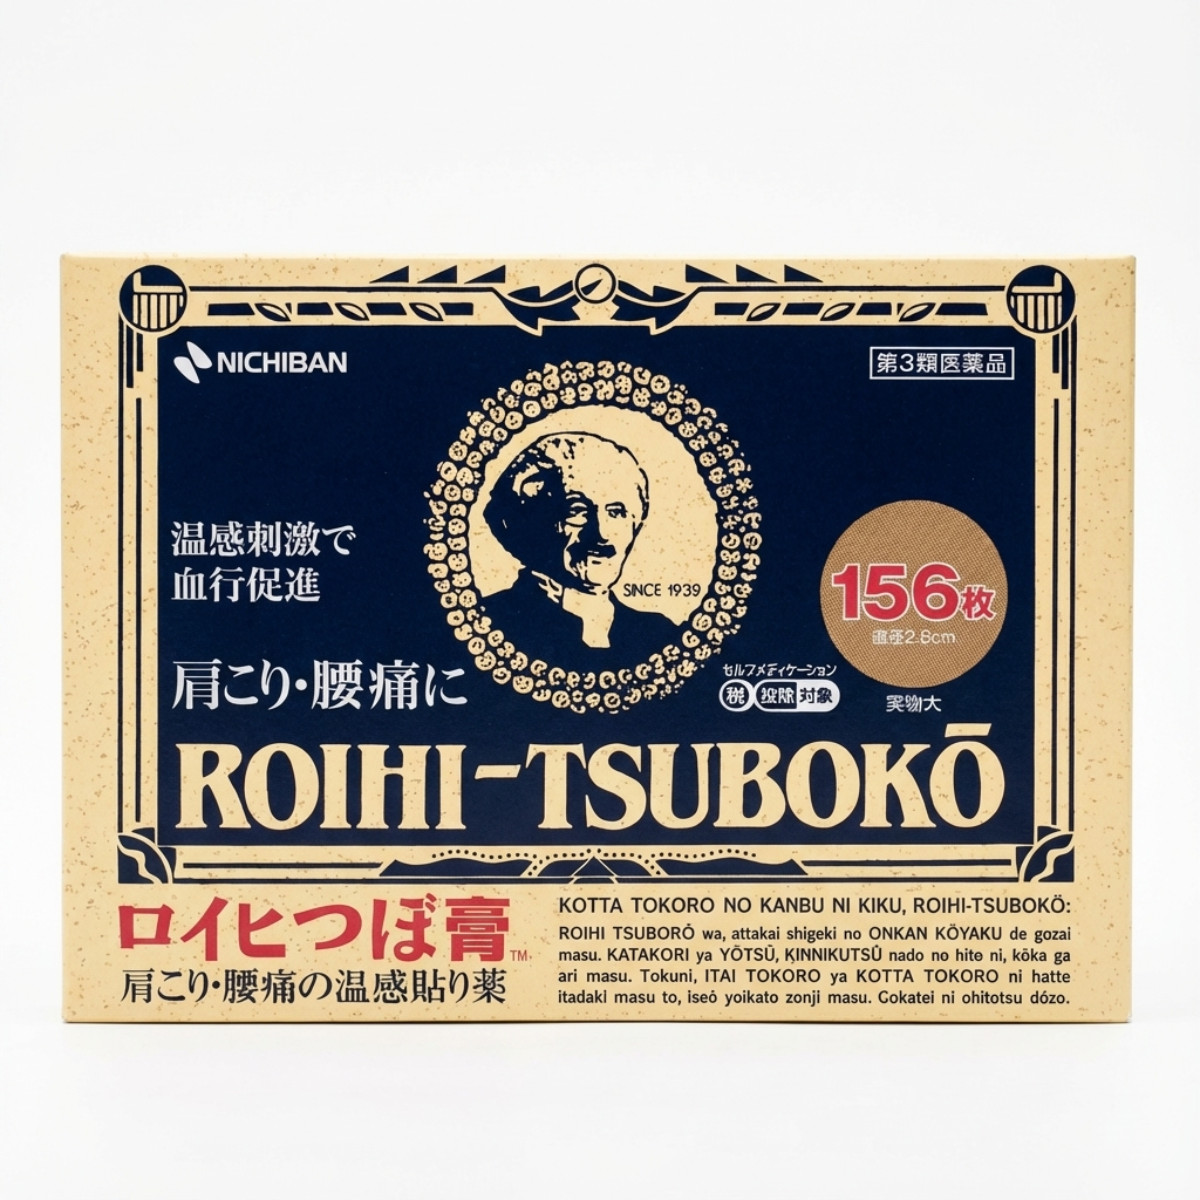 NICHIBAN
第3類医薬品
温感刺激で
血行促進
SINCE 1939
156枚
直径2.8cm
実物大
肩こり・腰痛に
セルフメディケーション
税 控除 対象
ROIHI-TSUBOKŌ
ロイヒつぼ膏™
肩こり・腰痛の温感貼り薬
KOTTA TOKORO NO KANBU NI KIKU, ROIHI-TSUBOKŌ:
ROIHI TSUBORŌ wa, attakai shigeki no ONKAN KŌYAKU de gozai
masu. KATAKORI ya YŌTSŪ, KINNIKUTSŪ nado no hito ni, kōka ga
ari masu. Tokuni, ITAI TOKORO ya KOTTA TOKORO ni hatte
itadaki masu to, iseō yoikato zonji masu. Gokatei ni ohitotsu dōzo.